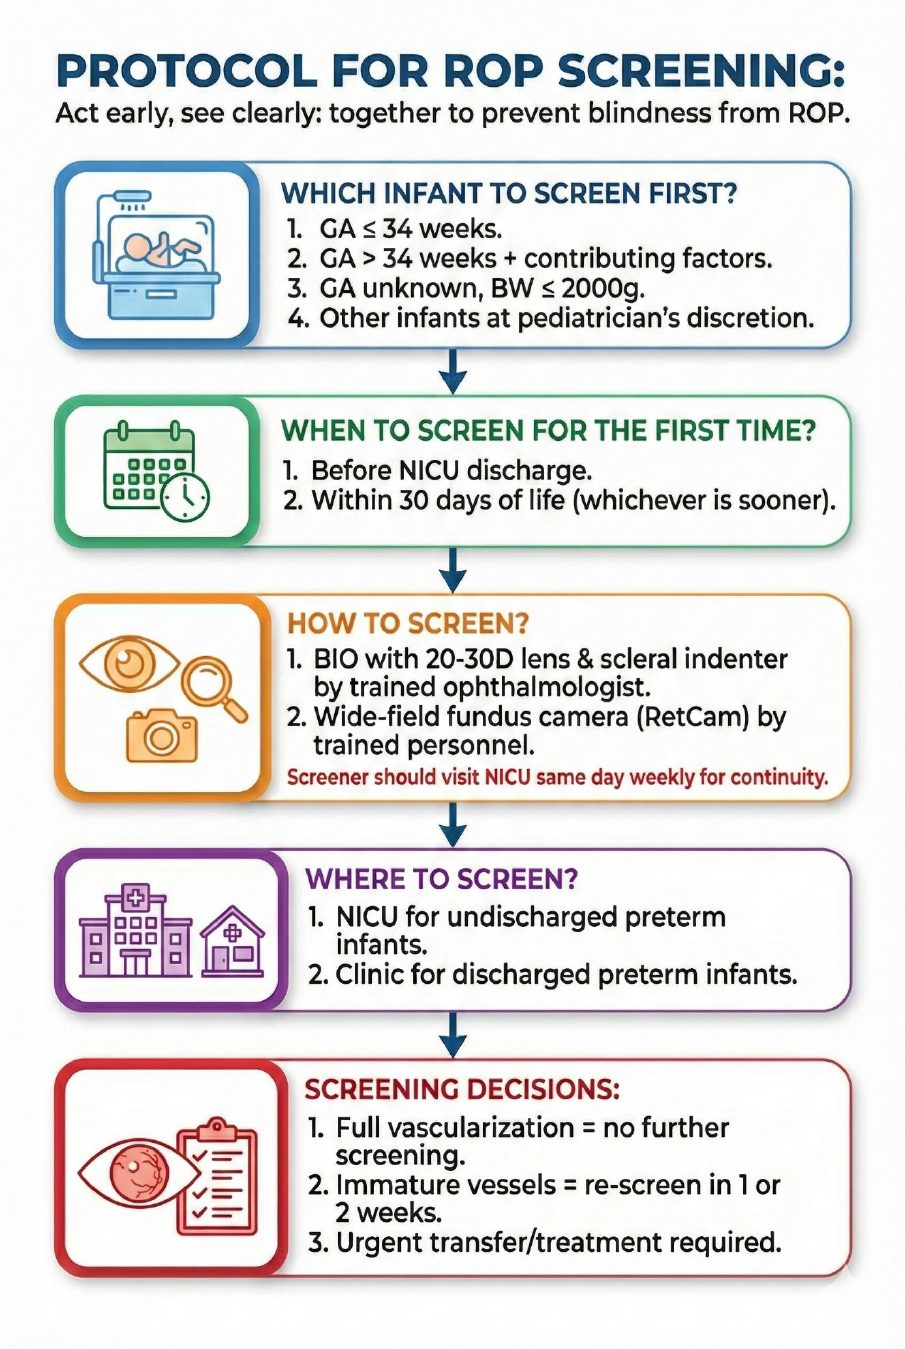 PROTOCOL FOR ROP SCREENING:
Act early, see clearly: together to prevent blindness from ROP.
WHICH INFANT TO SCREEN FIRST?
1. GA ≤ 34 weeks.
2. GA > 34 weeks + contributing factors.
3. GA unknown, BW ≤ 2000g.
4. Other infants at pediatrician's discretion.
WHEN TO SCREEN FOR THE FIRST TIME?
1. Before NICU discharge.
2. Within 30 days of life (whichever is sooner).
HOW TO SCREEN?
1. BIO with 20-30D lens & scleral indenter
by trained ophthalmologist.
2. Wide-field fundus camera (RetCam) by
trained personnel.
Screener should visit NICU same day weekly for continuity.
WHERE TO SCREEN?
1. NICU for undischarged preterm
infants.
2. Clinic for discharged preterm infants.
SCREENING DECISIONS:
1. Full vascularization = no further
screening.
2. Immature vessels = re-screen in 1 or
2 weeks.
3. Urgent transfer/treatment required.